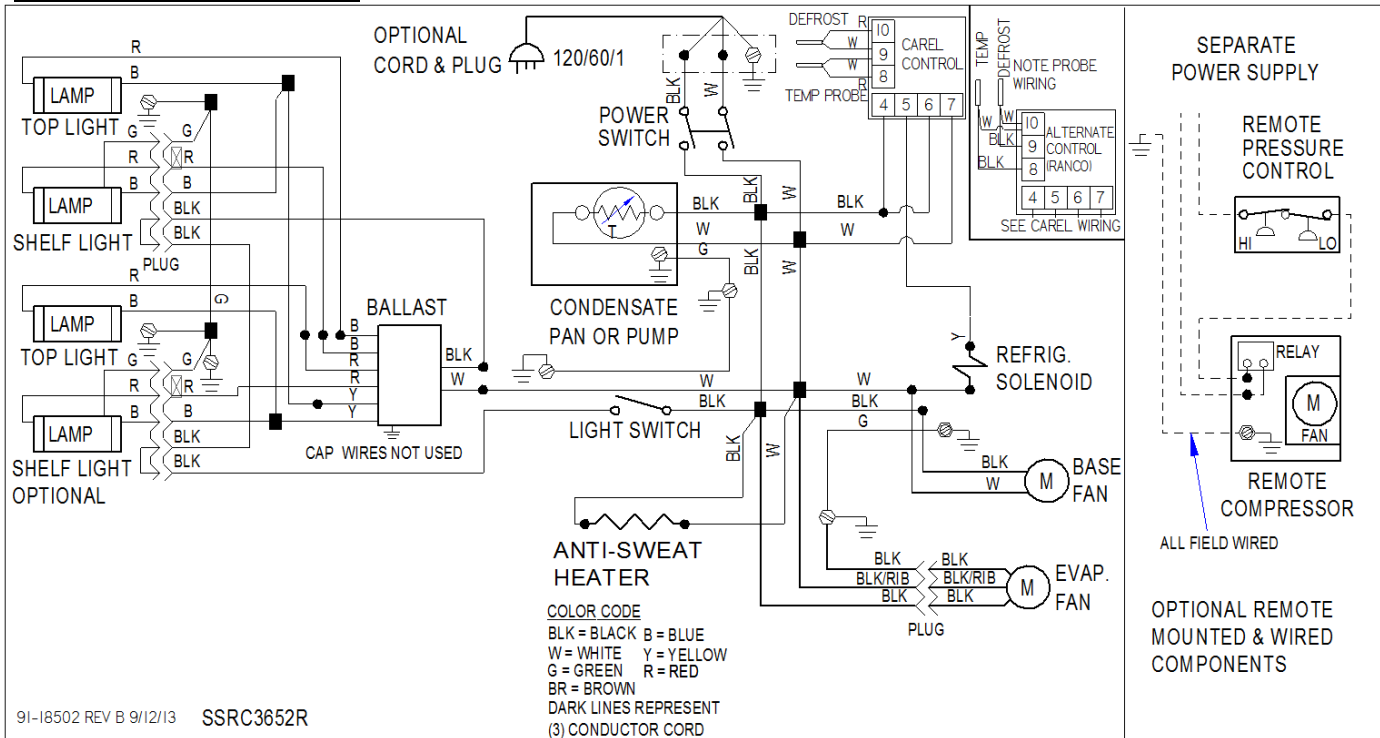 OPTIONAL
CORD & PLUG
120/60/1
DEFROST R
10
W
9
W
8
R
TEMP PROBE
CAREL
CONTROL
4 5 6 7
TEMP
DEFROST
NOTE PROBE
WIRING
W
W
BLK
BLK
10
9
8
ALTERNATE
CONTROL
(RANCO)
4 5 6 7
SEE CAREL WIRING
SEPARATE
POWER SUPPLY
REMOTE
PRESSURE
CONTROL
HI
LO
RELAY
M
FAN
REMOTE
COMPRESSOR
ALL FIELD WIRED
OPTIONAL REMOTE
MOUNTED & WIRED
COMPONENTS
BLK
W
POWER
SWITCH
R
B
LAMP
TOP LIGHT
G
G
R
R
B
B
LAMP
BLK
SHELF LIGHT
BLK
PLUG
R
B
G
LAMP
TOP LIGHT
G
G
R
R
B
B
LAMP
BLK
BLK
SHELF LIGHT
OPTIONAL
BALLAST
B
B
R
R
Y
Y
BLK
W
CAP WIRES NOT USED
T
BLK
W
G
CONDENSATE
PAN OR PUMP
BLK
W
BLK
W
BLK
W
Y
REFRIG.
SOLENOID
W
W
BLK
BLK
G
LIGHT SWITCH
BLK
W
BLK
W
M
BASE
FAN
ANTI-SWEAT
HEATER
BLK
BLK
BLK/RIB
BLK/RIB
BLK
BLK
PLUG
M
EVAP.
FAN
COLOR CODE
BLK = BLACK B = BLUE
W = WHITE Y = YELLOW
G = GREEN R = RED
BR = BROWN
DARK LINES REPRESENT
(3) CONDUCTOR CORD
91-18502 REV B 9/12/13 SSRC3652R